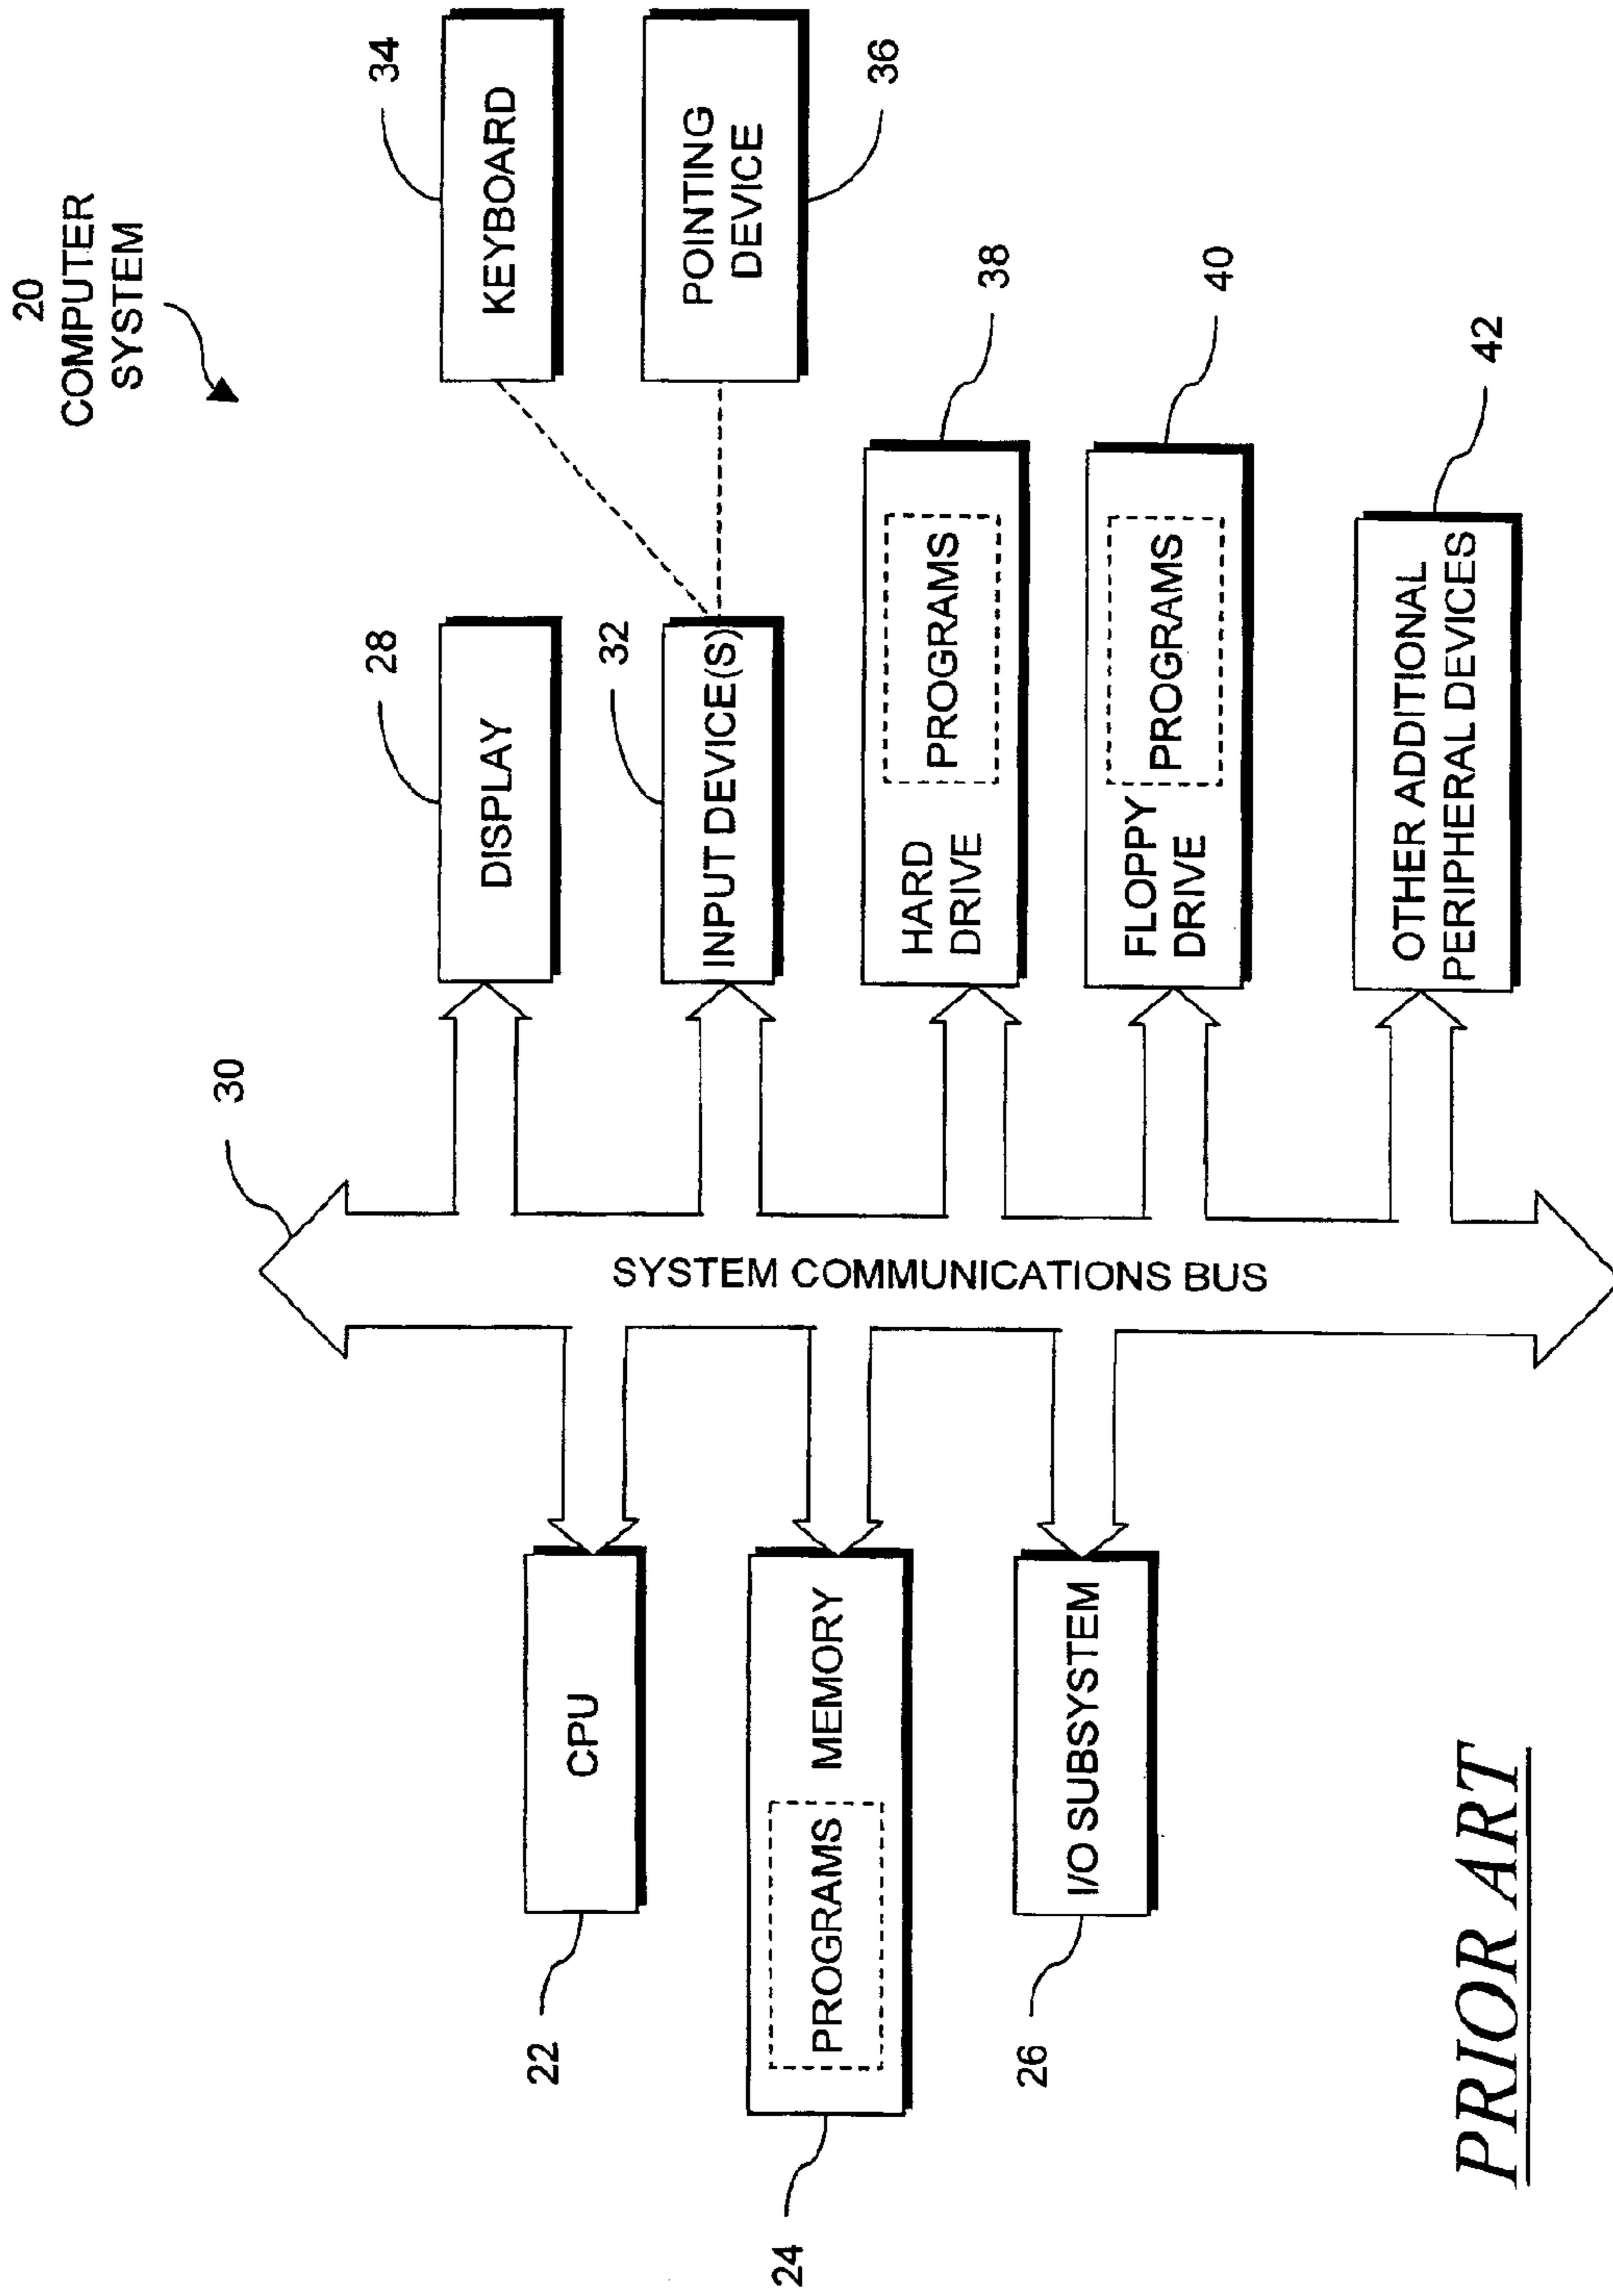 20
COMPUTER
SYSTEM
30
28
DISPLAY
34
KEYBOARD
32
INPUT DEVICE(S)
POINTING
DEVICE
36
22
CPU
24
PROGRAMS
MEMORY
26
I/O SUBSYSTEM
SYSTEM COMMUNICATIONS BUS
HARD
DRIVE
PROGRAMS
38
FLOPPY
DRIVE
PROGRAMS
40
OTHER ADDITIONAL
PERIPHERAL DEVICES
42
PRIOR ART